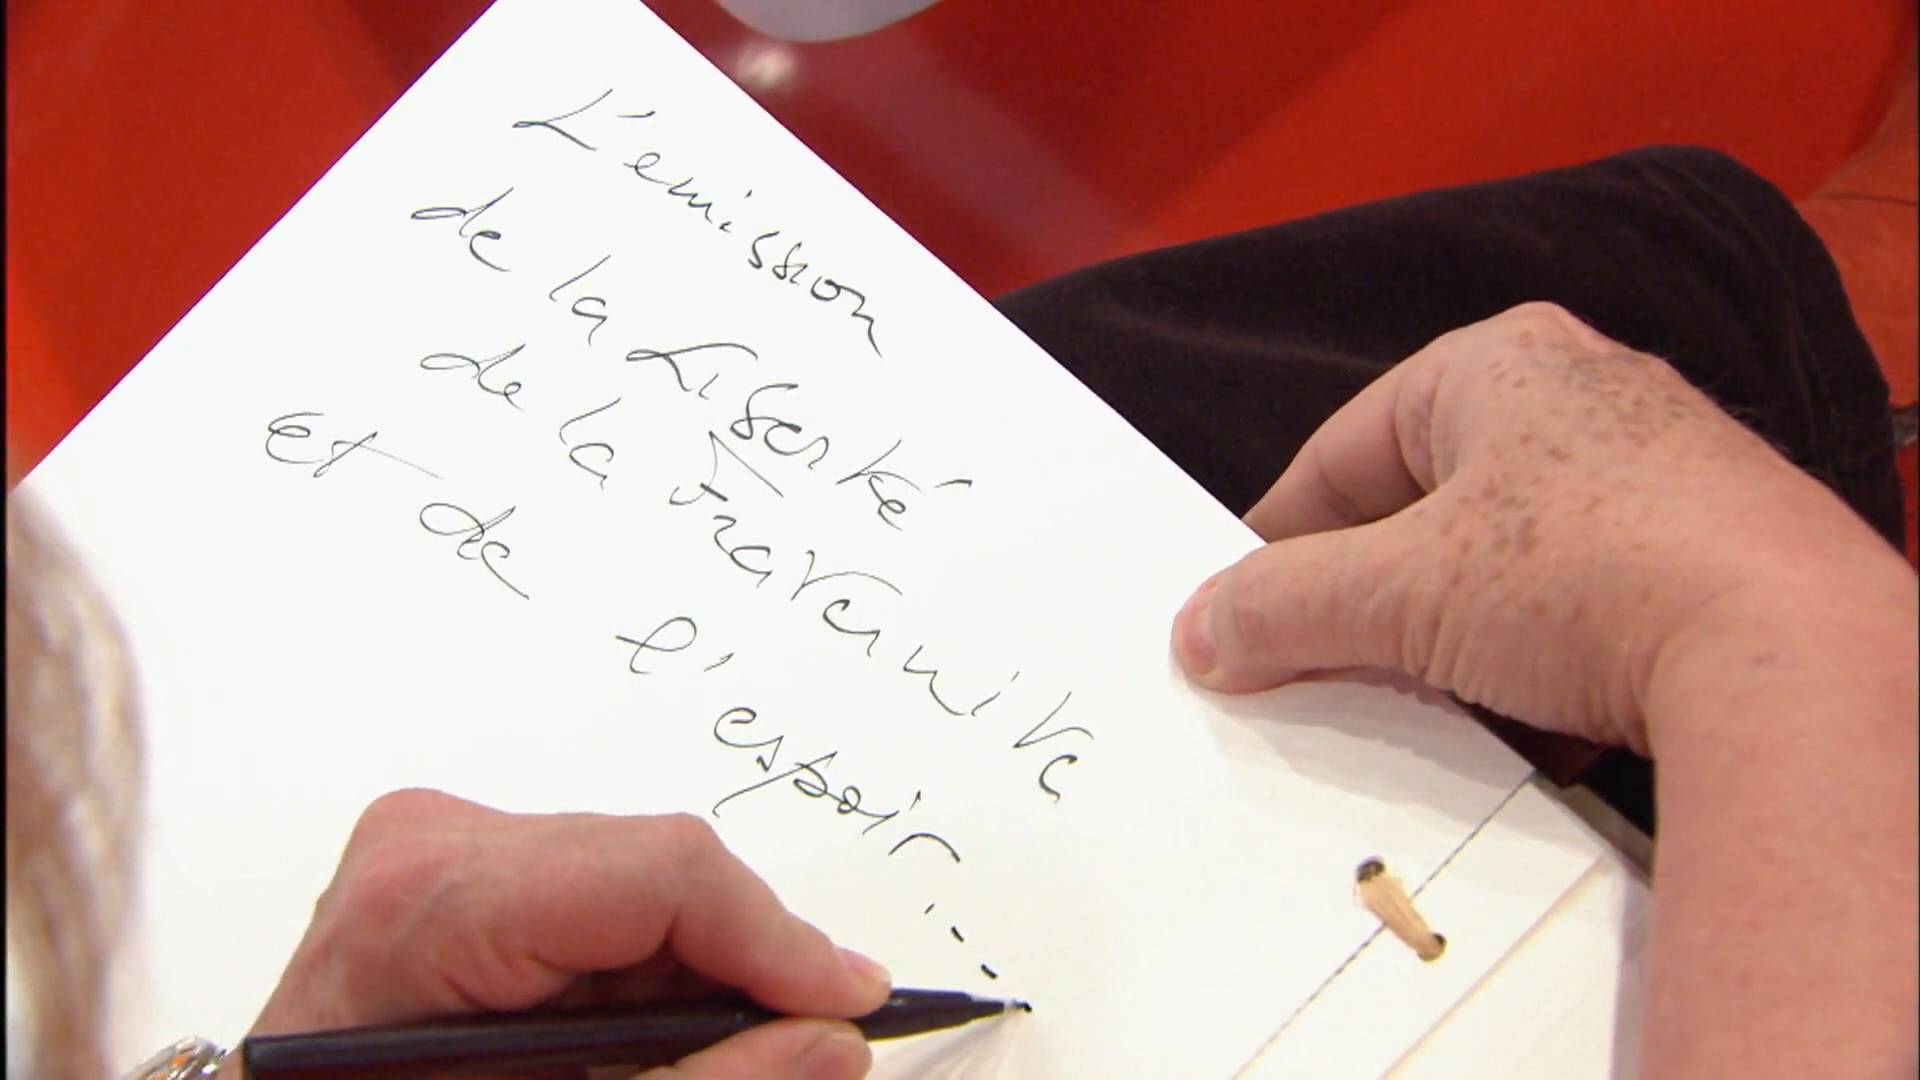 L'emission
de la Liberté
de la Fraternité
et de l'espoir....